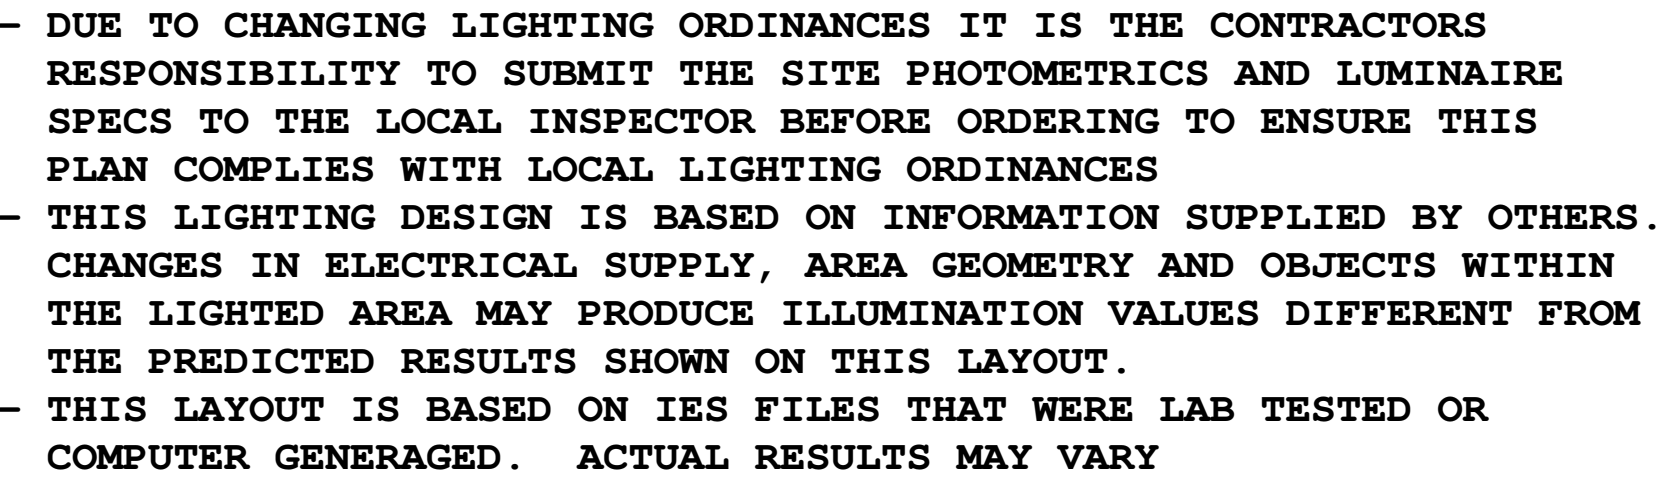 - DUE TO CHANGING LIGHTING ORDINANCES IT IS THE CONTRACTORS
RESPONSIBILITY TO SUBMIT THE SITE PHOTOMETRICS AND LUMINAIRE
SPECS TO THE LOCAL INSPECTOR BEFORE ORDERING TO ENSURE THIS
PLAN COMPLIES WITH LOCAL LIGHTING ORDINANCES
- THIS LIGHTING DESIGN IS BASED ON INFORMATION SUPPLIED BY OTHERS.
CHANGES IN ELECTRICAL SUPPLY, AREA GEOMETRY AND OBJECTS WITHIN
THE LIGHTED AREA MAY PRODUCE ILLUMINATION VALUES DIFFERENT FROM
THE PREDICTED RESULTS SHOWN ON THIS LAYOUT.
- THIS LAYOUT IS BASED ON IES FILES THAT WERE LAB TESTED OR
COMPUTER GENERAGED.  ACTUAL RESULTS MAY VARY